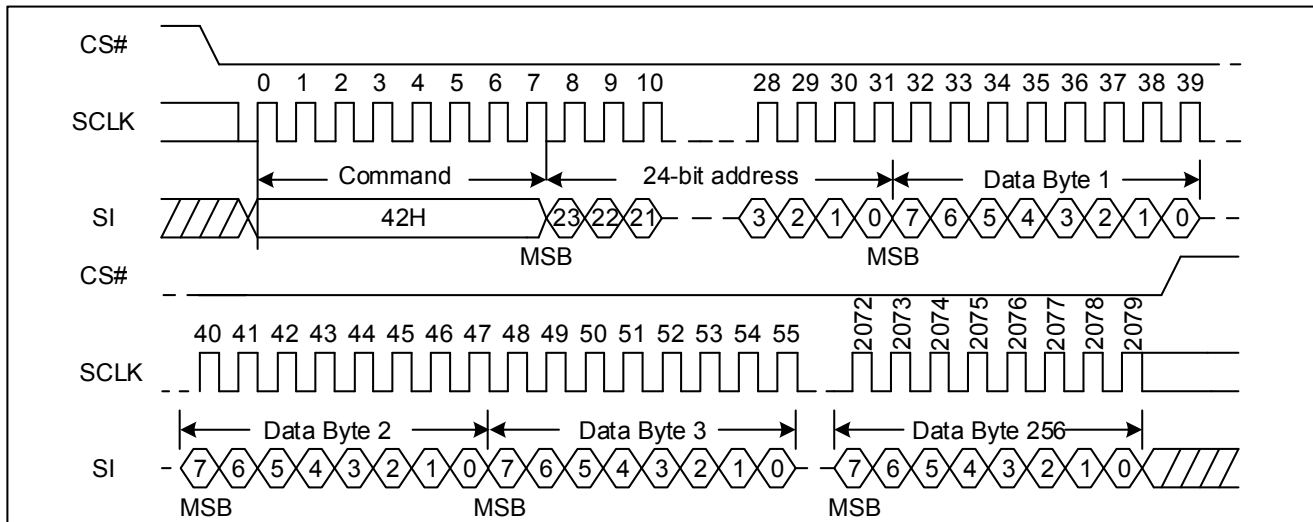 CS#
0 1 2 3 4 5 6 7 8 9 10 28 29 30 31 32 33 34 35 36 37 38 39
SCLK
Command 24-bit address Data Byte 1
SI 42H 23 22 21 3 2 1 0 7 6 5 4 3 2 1 0
MSB MSB
CS#
40 41 42 43 44 45 46 47 48 49 50 51 52 53 54 55 2072 2073 2074 2075 2076 2077 2078 2079
SCLK
Data Byte 2 Data Byte 3 Data Byte 256
SI 7 6 5 4 3 2 1 0 7 6 5 4 3 2 1 0 7 6 5 4 3 2 1 0
MSB MSB MSB